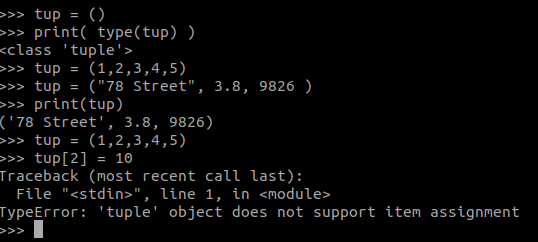 >>> tup = ()
>>> print( type(tup) )
<class 'tuple'>
>>> tup = (1,2,3,4,5)
>>> tup = ("78 Street", 3.8, 9826 )
>>> print(tup)
('78 Street', 3.8, 9826)
>>> tup = (1,2,3,4,5)
>>> tup[2] = 10
Traceback (most recent call last):
  File "<stdin>", line 1, in <module>
TypeError: 'tuple' object does not support item assignment
>>>